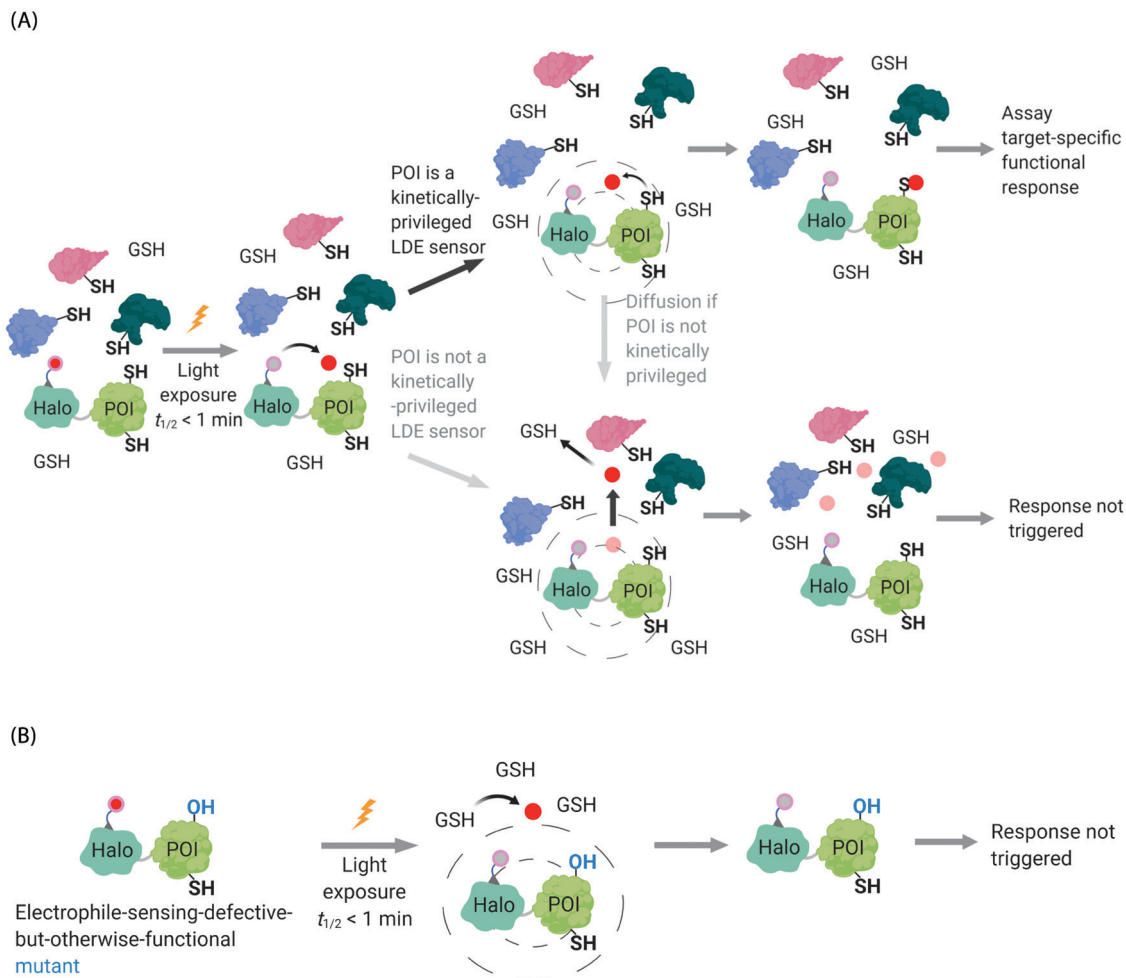 (A)
SH
GSH
SH
SH
SH
Halo
POI
SH
GSH
Light
exposure
t1/2 < 1 min
GSH
SH
SH
SH
SH
Halo
POI
SH
GSH
POI is a
kinetically-
privileged
LDE sensor
POI is not a
kinetically
-privileged
LDE sensor
GSH
SH
SH
SH
GSH
SH
GSH
Halo
POI
SH
Diffusion if
POI is not
kinetically
privileged
GSH
SH
GSH
SH
SH
S
Halo
POI
SH
GSH
Assay
target-specific
functional
response
GSH
SH
SH
SH
SH
GSH
Halo
POI
SH
GSH
GSH
GSH
SH
SH
SH
GSH
SH
Halo
POI
SH
GSH
Response not
triggered
(B)
OH
Halo
POI
SH
Electrophile-sensing-defective-
but-otherwise-functional
mutant
Light
exposure
t1/2 < 1 min
GSH
GSH
GSH
OH
Halo
POI
SH
OH
Halo
POI
SH
Response not
triggered